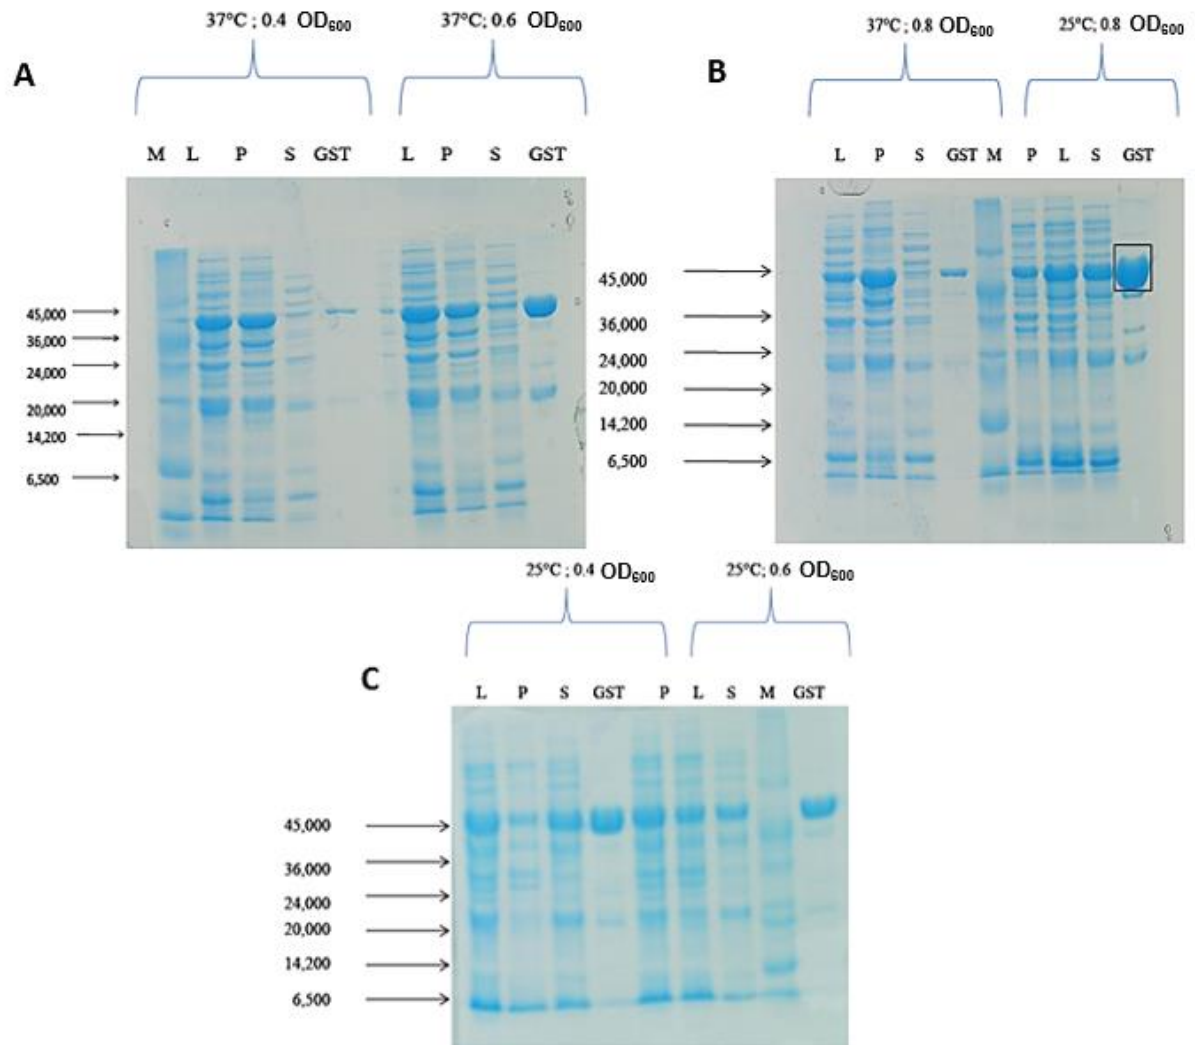 37°C ; 0.4 OD600
37°C ; 0.6 OD600
A
M L P S GST L P S GST
45,000
36,000
24,000
20,000
14,200
6,500
37°C ; 0.8 OD600
25°C; 0.8 OD600
B
L P S GST M P L S GST
45,000
36,000
24,000
20,000
14,200
6,500
25°C ; 0.4 OD600
25°C; 0.6 OD600
C
L P S GST P L S M GST
45,000
36,000
24,000
20,000
14,200
6,500